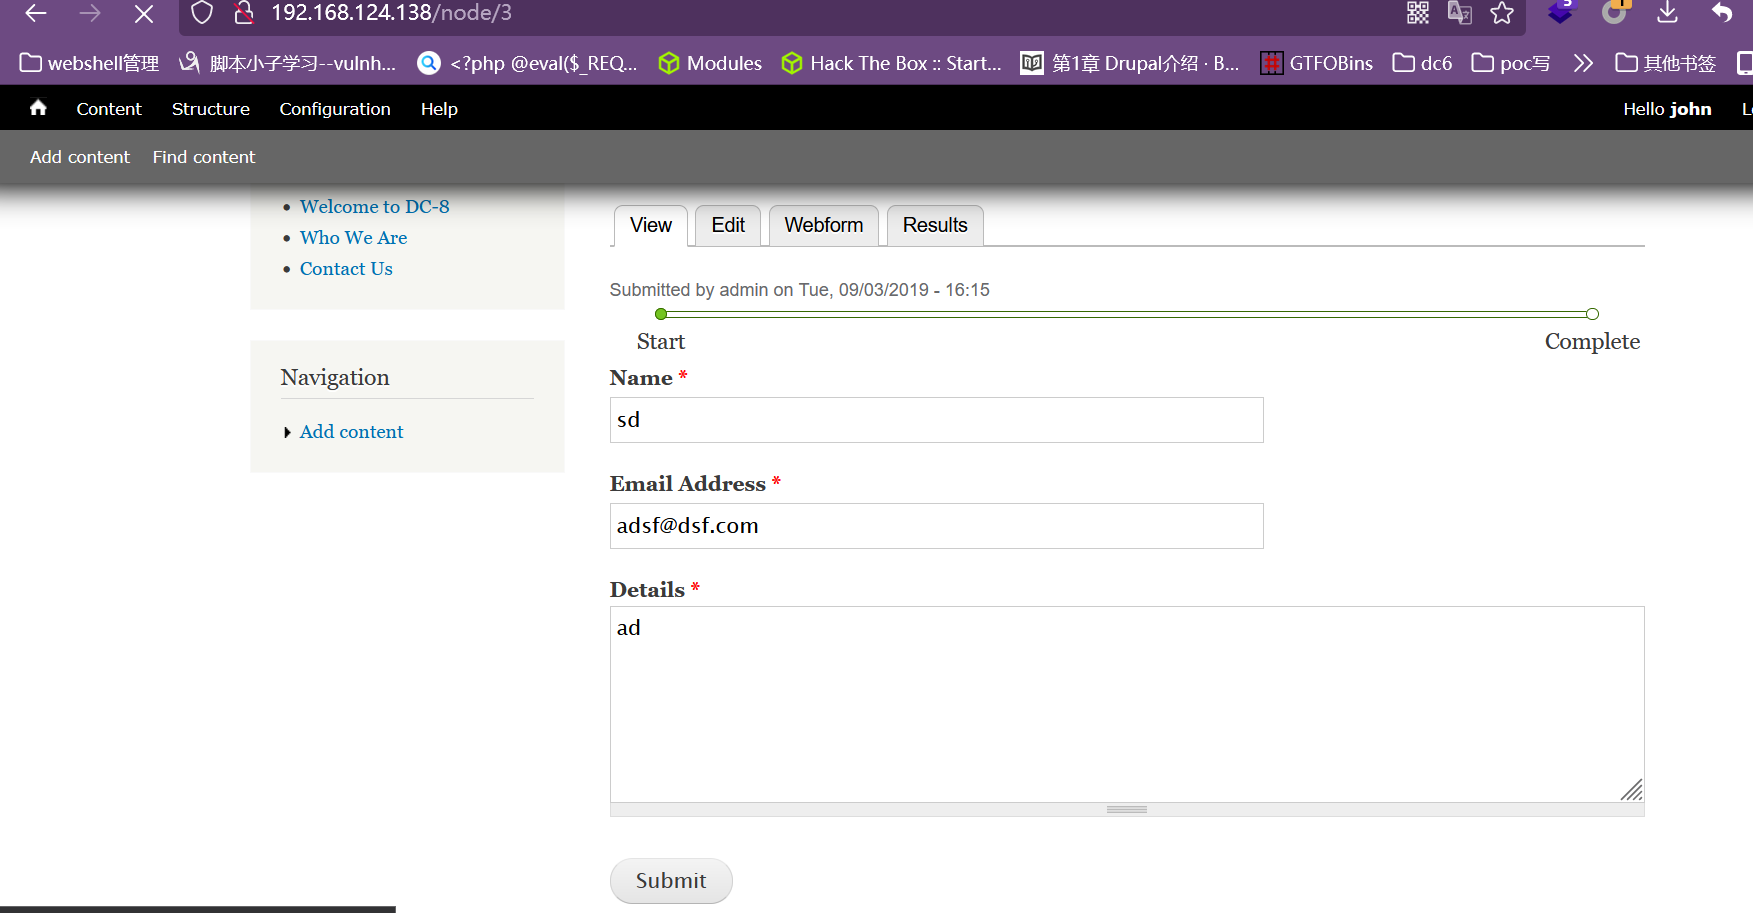 192.168.124.138/node/3
webshell管理 脚本小子学习--vulnh... <?php @eval($_REQ... Modules Hack The Box :: Start... 第1章 Drupal介绍 · B... GTFOBins dc6 poc写 其他书签
Content Structure Configuration Help Hello john
Add content Find content
Welcome to DC-8
Who We Are
Contact Us
Navigation
Add content
View Edit Webform Results
Submitted by admin on Tue, 09/03/2019 - 16:15
Start Complete
Name *
sd
Email Address *
adsf@dsf.com
Details *
ad
Submit